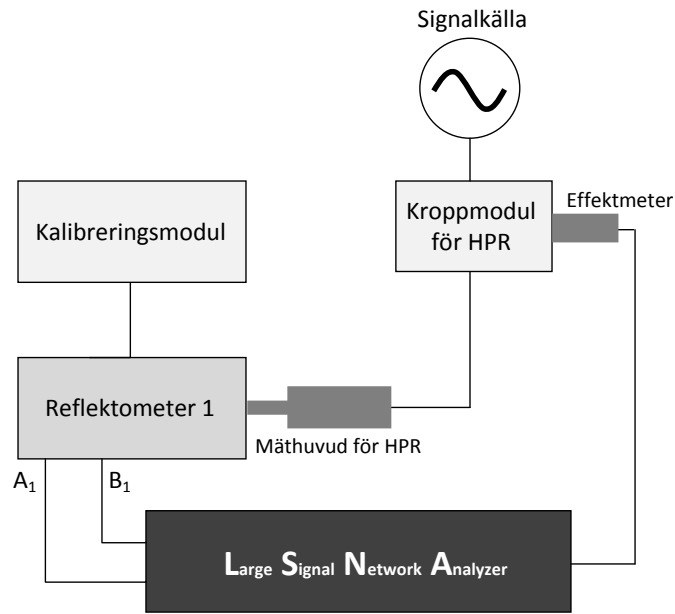 Signalkälla
Kalibreringsmodul
Kroppmodul
för HPR
Effektmeter
Reflektometer 1
Mäthuvud för HPR
A₁
B₁
Large Signal Network Analyzer